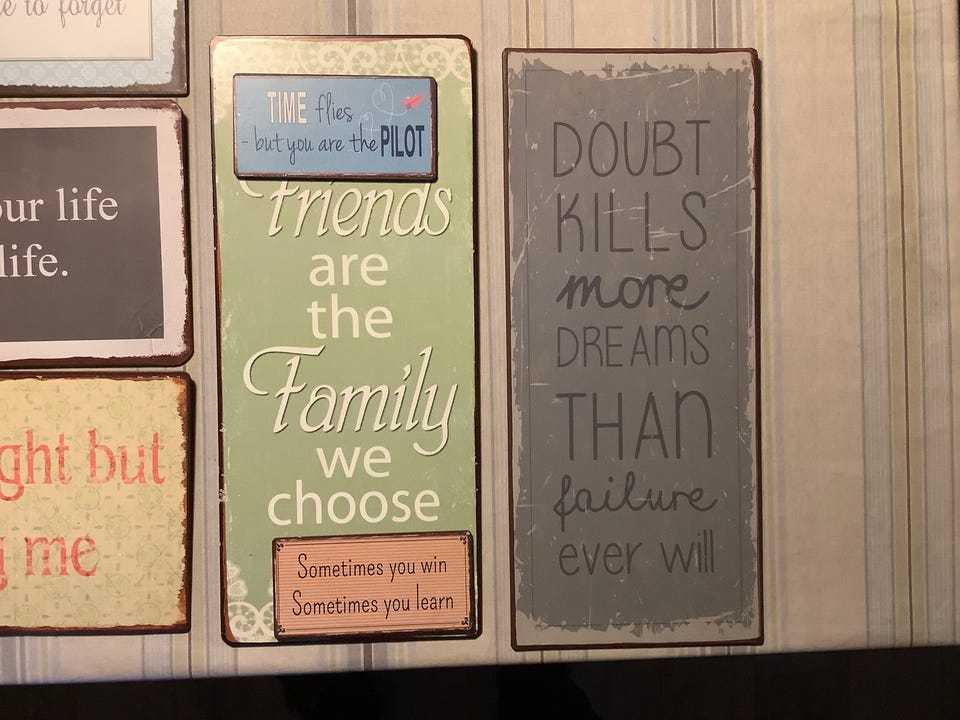 to forget
our life
life.
ght but
me
TIME flies
- but you are the PILOT
Friends
are
the
Family
we
choose
Sometimes you win
Sometimes you learn
DOUBT
KILLS
more
DREAMS
THAN
failure
ever will